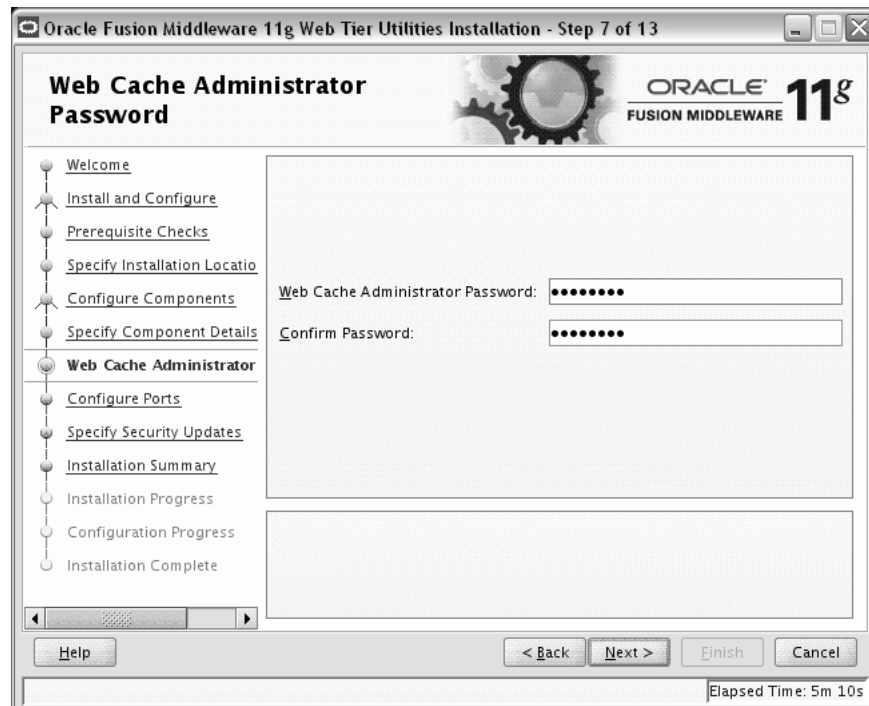 Oracle Fusion Middleware 11g Web Tier Utilities Installation - Step 7 of 13
Web Cache Administrator
Password
ORACLE
FUSION MIDDLEWARE
11g
Welcome
Install and Configure
Prerequisite Checks
Specify Installation Locatio
Configure Components
Specify Component Details
Web Cache Administrator
Configure Ports
Specify Security Updates
Installation Summary
Installation Progress
Configuration Progress
Installation Complete
Web Cache Administrator Password: ••••••••
Confirm Password: ••••••••
Help
< Back
Next >
Finish
Cancel
Elapsed Time: 5m 10s